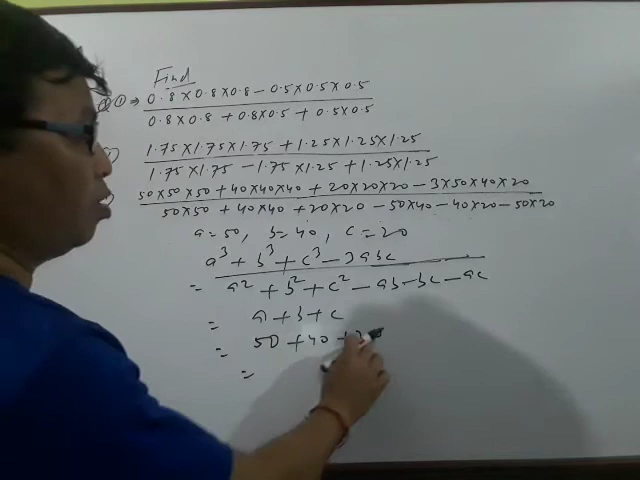 Find
Q ① ⇒ 0.8×0.8×0.8 − 0.5×0.5×0.5
0.8×0.8 + 0.8×0.5 + 0.5×0.5
1.75×1.75×1.75 + 1.25×1.25×1.25
1.75×1.75 − 1.75×1.25 + 1.25×1.25
50×50×50 + 40×40×40 + 20×20×20 − 3×50×40×20
50×50 + 40×40 + 20×20 − 50×40 − 40×20 − 50×20
a=50, b=40, c=20
a³ + b³ + c³ − 3abc
= a² + b² + c² − ab − bc − ac
= a + b + c
= 50 + 40 +
=